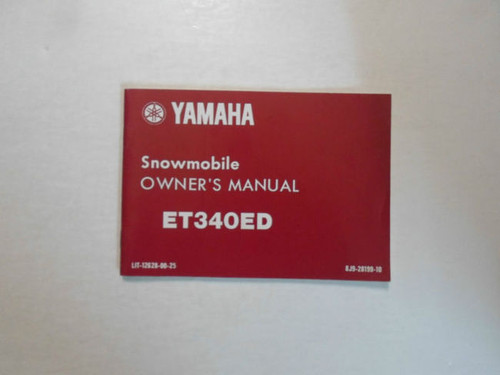 YAMAHA
Snowmobile
OWNER'S MANUAL
ET340ED
LIT-12628-00-25
8J9-28199-10